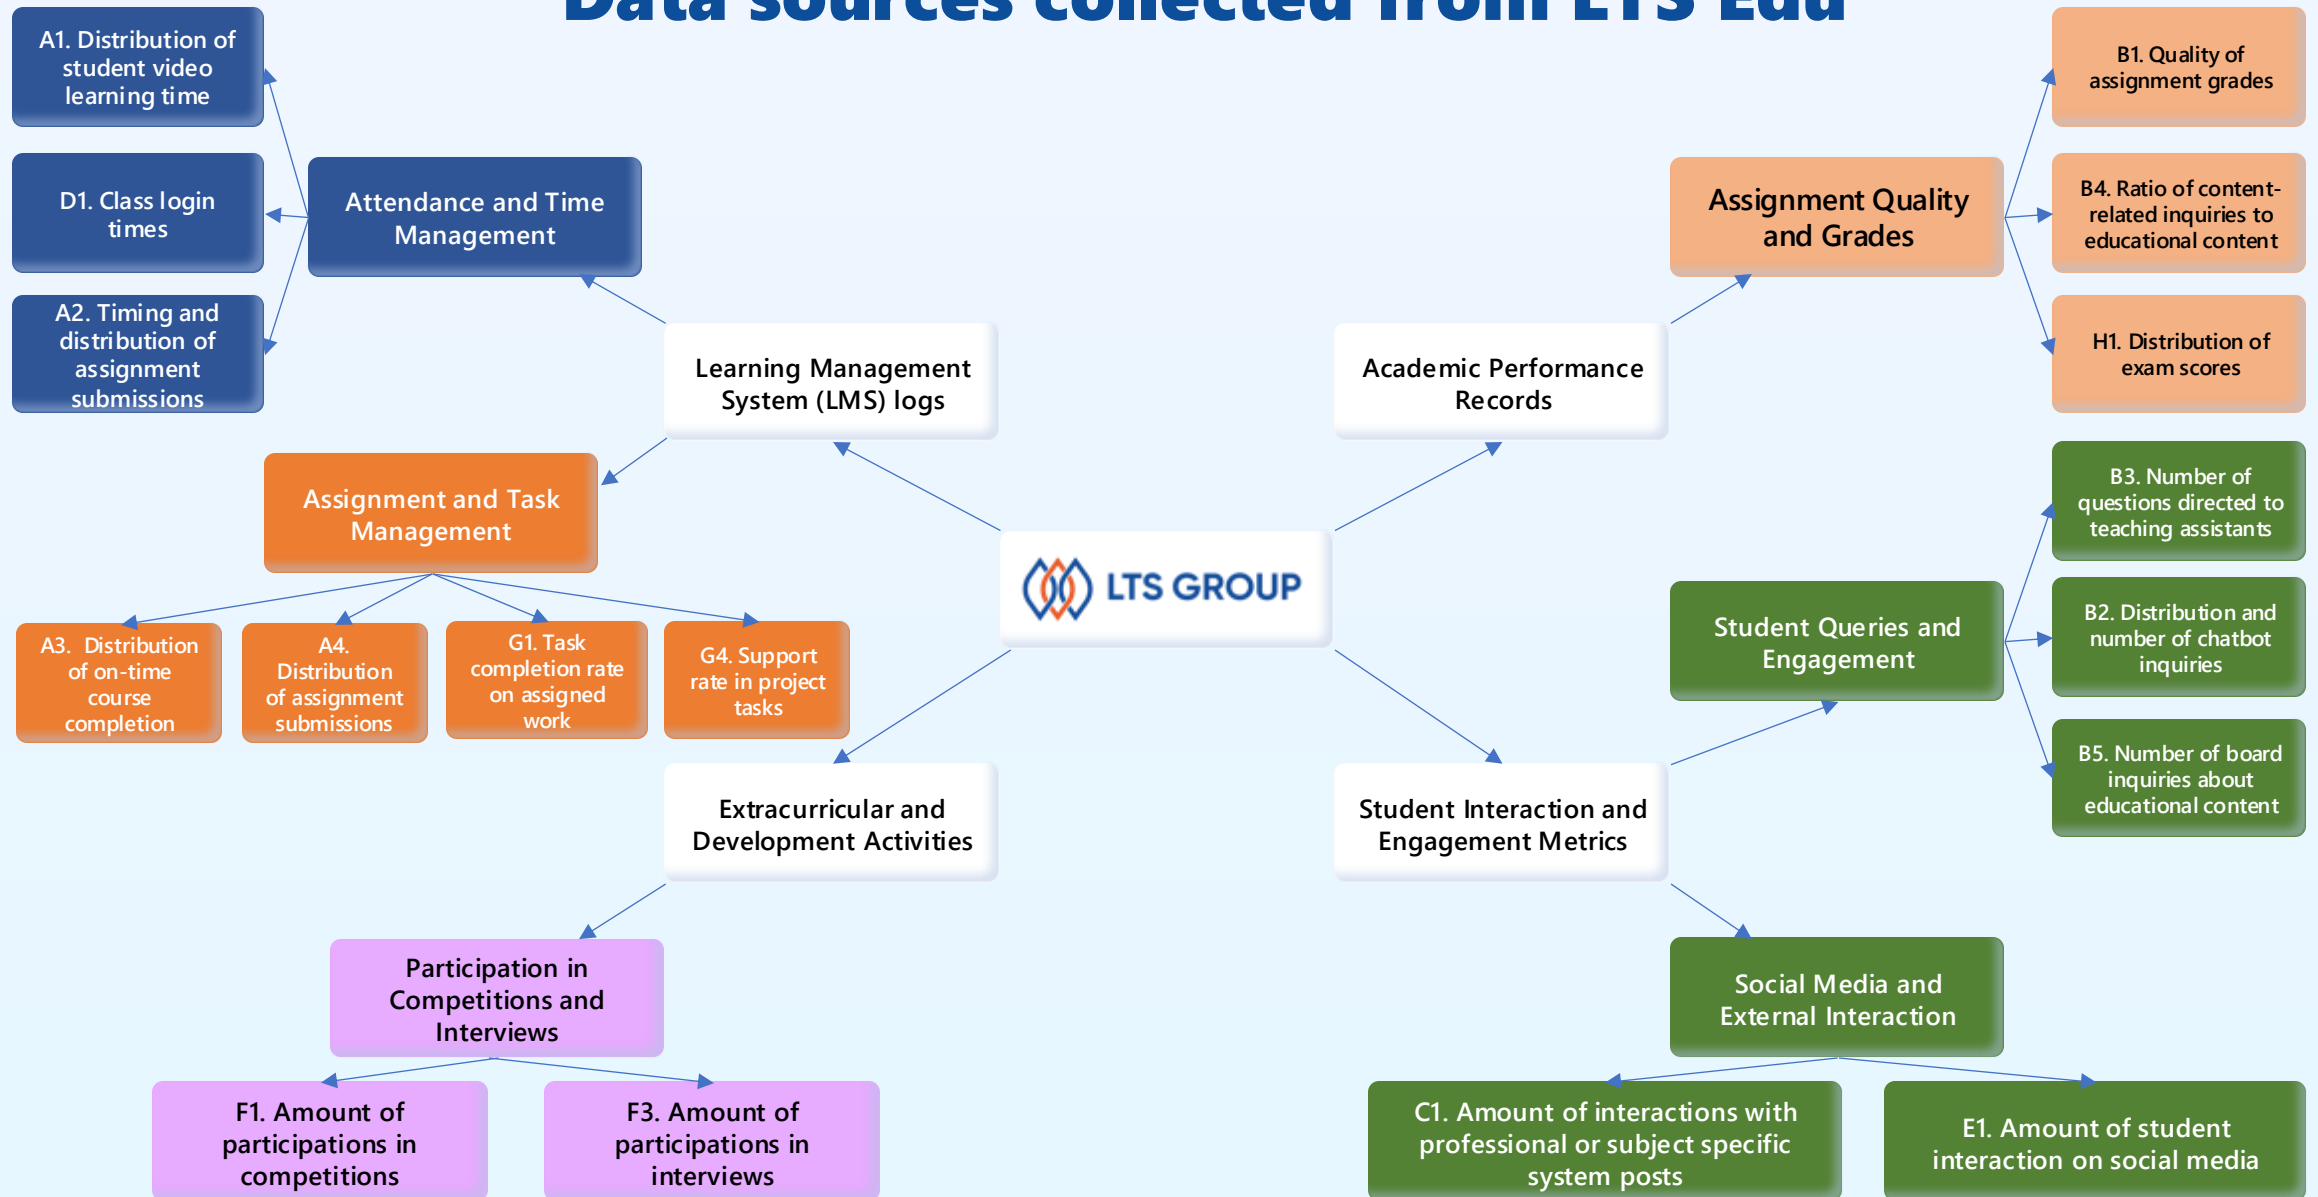 Data sources collected from LTS Edu
A1. Distribution of
student video
learning time
D1. Class login
times
A2. Timing and
distribution of
assignment
submissions
Attendance and Time
Management
Learning Management
System (LMS) logs
Assignment and Task
Management
A3.  Distribution
of on-time
course
completion
A4.
Distribution
of assignment
submissions
G1. Task
completion rate
on assigned
work
G4. Support
rate in project
tasks
LTS GROUP
Extracurricular and
Development Activities
Participation in
Competitions and
Interviews
F1. Amount of
participations in
competitions
F3. Amount of
participations in
interviews
Academic Performance
Records
Assignment Quality
and Grades
B1. Quality of
assignment grades
B4. Ratio of content-
related inquiries to
educational content
H1. Distribution of
exam scores
Student Interaction and
Engagement Metrics
Student Queries and
Engagement
B3. Number of
questions directed to
teaching assistants
B2. Distribution and
number of chatbot
inquiries
B5. Number of board
inquiries about
educational content
Social Media and
External Interaction
C1. Amount of interactions with
professional or subject specific
system posts
E1. Amount of student
interaction on social media